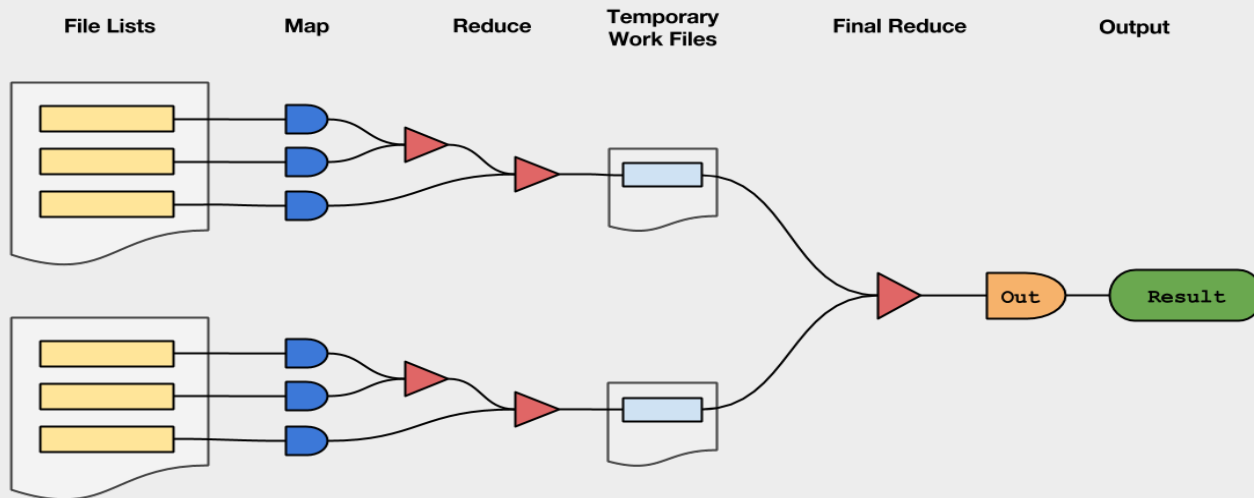 File Lists
Map
Reduce
Temporary
Work Files
Final Reduce
Output
Out
Result